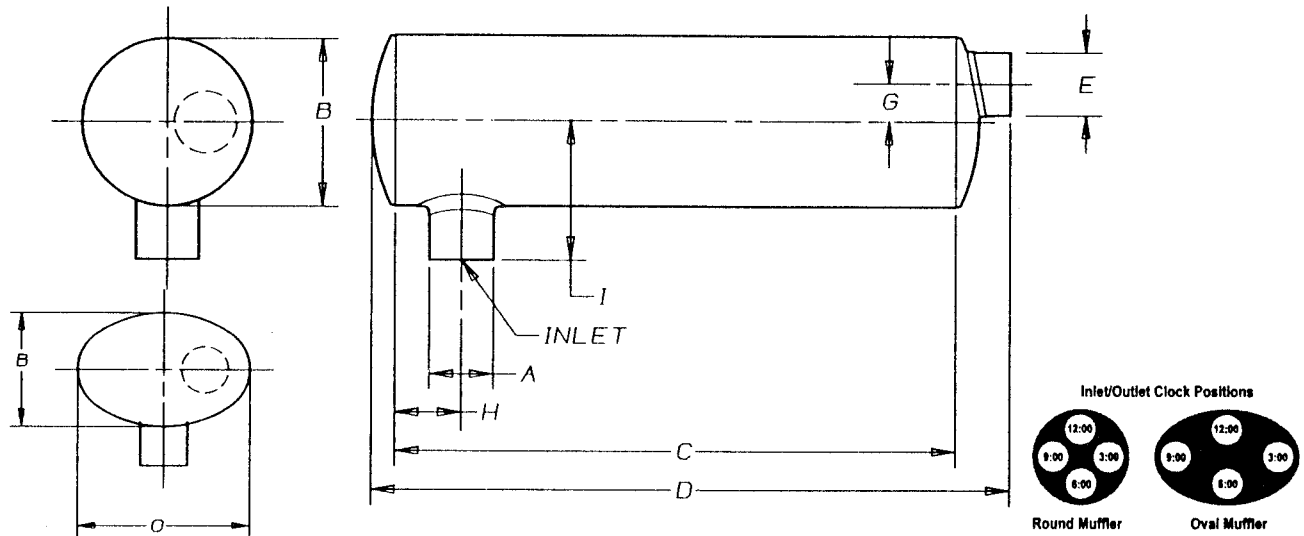 B
G
E
I
INLET
A
H
C
D
B
O
Inlet/Outlet Clock Positions
12:00 12:00
9:00 3:00 9:00 3:00
6:00 6:00
Round Muffler Oval Muffler